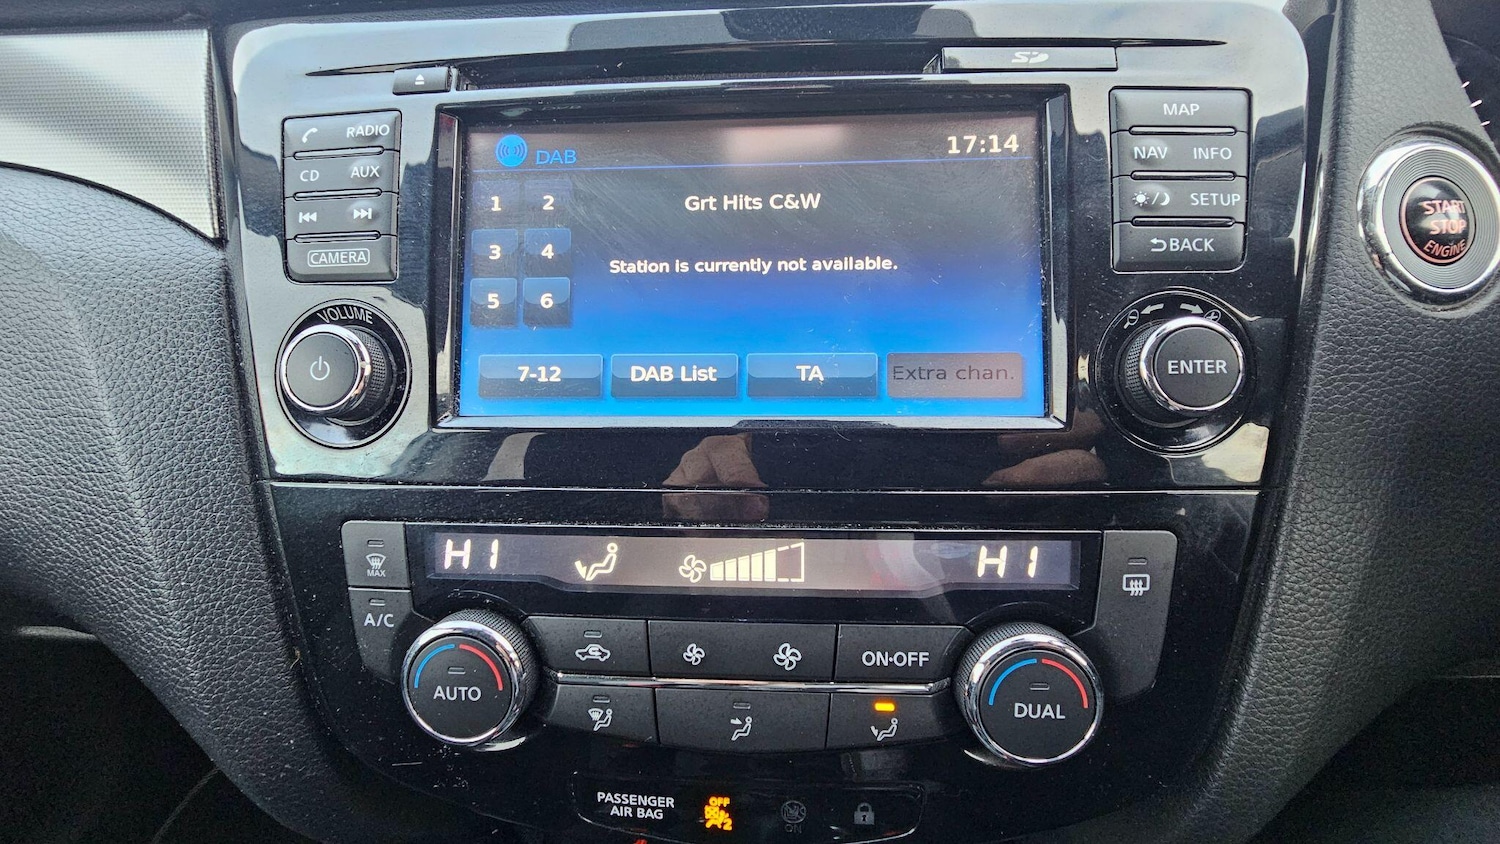 SD
RADIO
CD
AUX
CAMERA
VOLUME
DAB
17:14
1
2
Grt Hits C&W
3
4
Station is currently not available.
5
6
7-12
DAB List
TA
Extra chan.
MAP
NAV
INFO
SETUP
BACK
ENTER
START
STOP
ENGINE
HI
HI
MAX
A/C
AUTO
ON·OFF
DUAL
PASSENGER
AIR BAG
OFF
2
ON